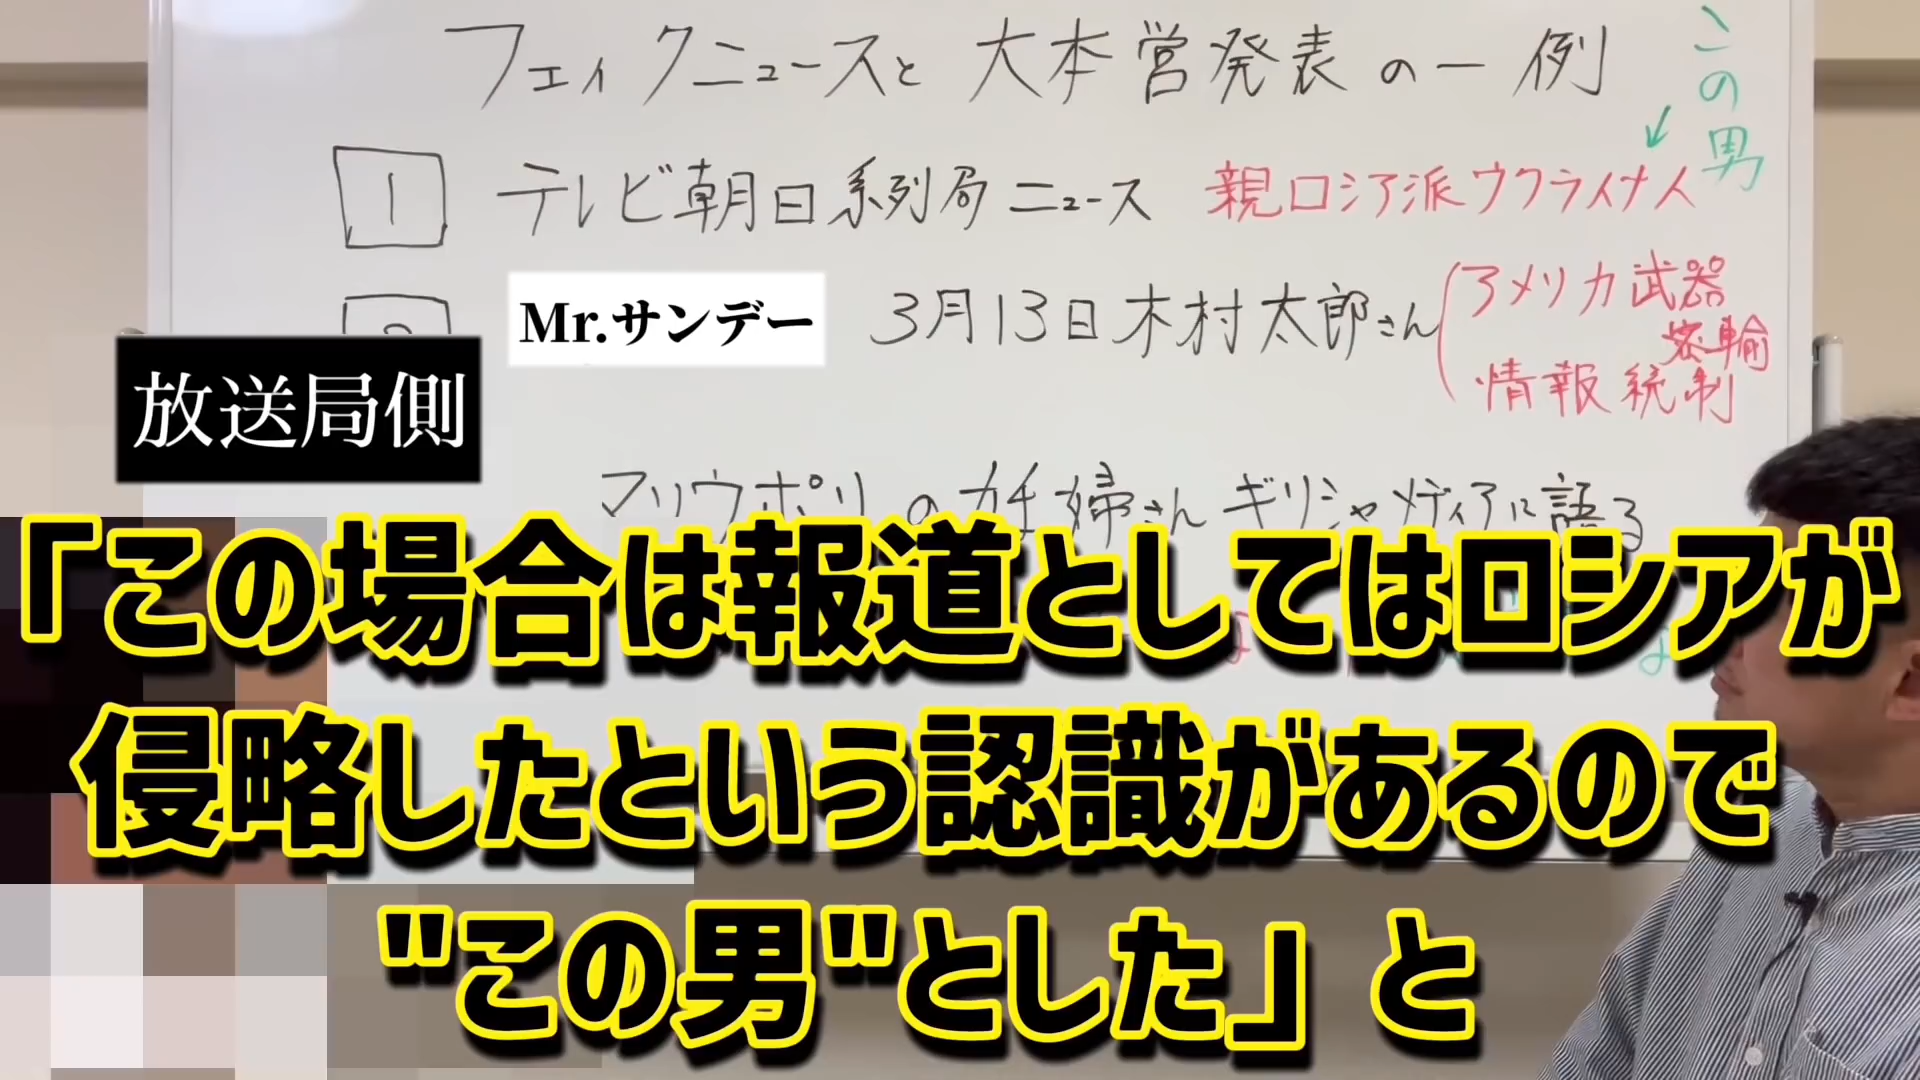 フェイクニュースと大本営発表の一例
この男
↓
1 テレビ朝日系列局ニュース 親ロシア派ウクライナ人
Mr.サンデー 3月13日木村太郎さん
アメリカ武器
密輸
情報統制
放送局側
マリウポリの妊婦さんギリシャメディアに語る
「この場合は報道としてはロシアが
侵略したという認識があるので
"この男"とした」と